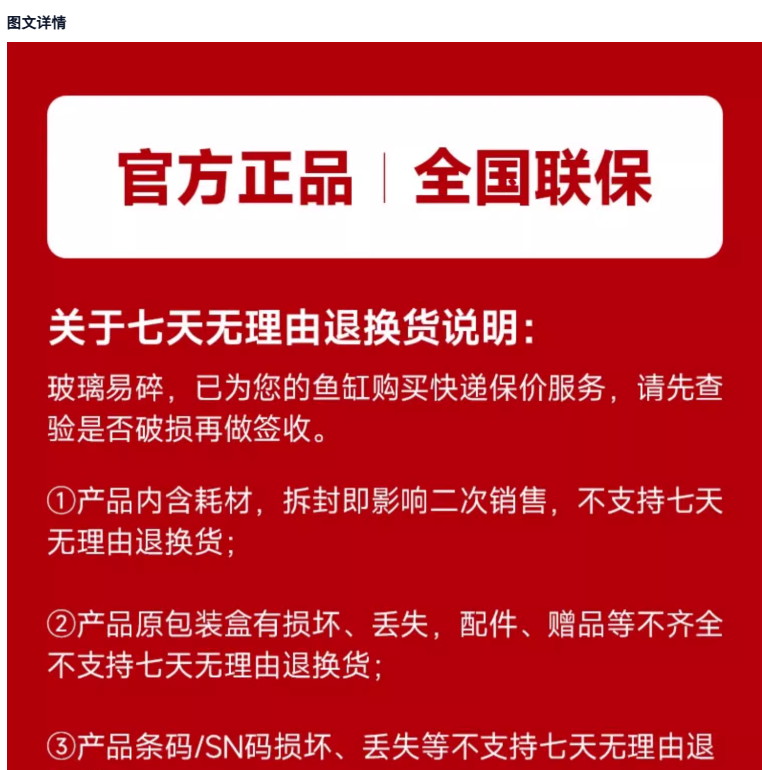 图文详情
官方正品｜全国联保
关于七天无理由退换货说明：
玻璃易碎，已为您的鱼缸购买快递保价服务，请先查
验是否破损再做签收。
①产品内含耗材，拆封即影响二次销售，不支持七天
无理由退换货；
②产品原包装盒有损坏、丢失，配件、赠品等不齐全
不支持七天无理由退换货；
③产品条码/SN码损坏、丢失等不支持七天无理由退